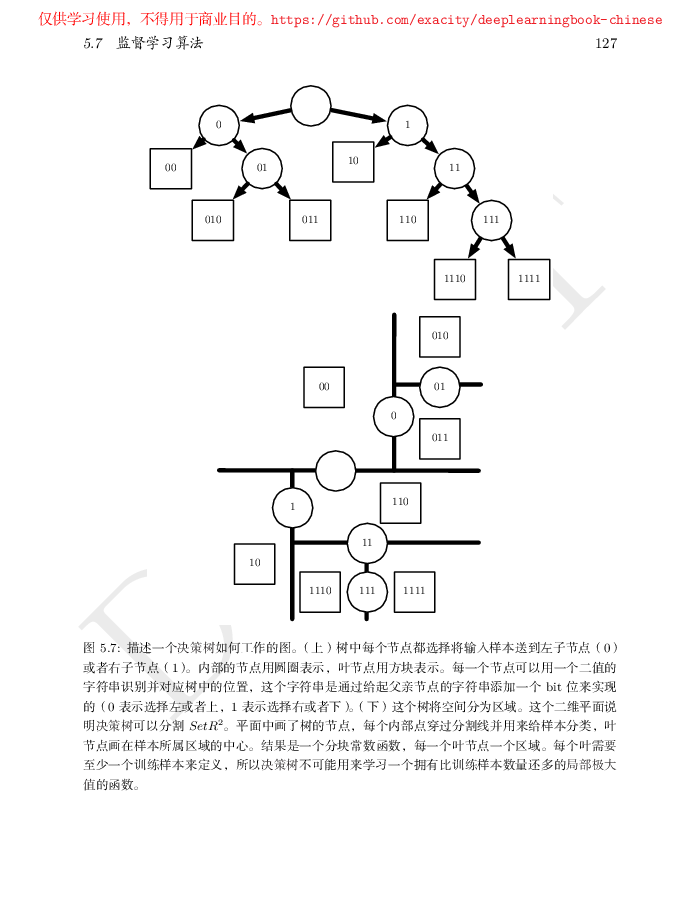 仅供学习使用，不得用于商业目的。https://github.com/exacity/deeplearningbook-chinese
5.7 监督学习算法 127
0
1
00
01
10
11
010
011
110
111
1110
1111
010
00
01
0
011
110
1
11
10
1110
111
1111
图 5.7: 描述一个决策树如何工作的图。（上）树中每个节点都选择将输入样本送到左子节点（0）
或者右子节点（1）。内部的节点用圆圈表示，叶节点用方块表示。每一个节点可以用一个二值的
字符串识别并对应树中的位置，这个字符串是通过给起父亲节点的字符串添加一个 bit 位来实现
的（0 表示选择左或者上，1 表示选择右或者下）。（下）这个树将空间分为区域。这个二维平面说
明决策树可以分割 SetR²。平面中画了树的节点，每个内部点穿过分割线并用来给样本分类，叶
节点画在样本所属区域的中心。结果是一个分块常数函数，每一个叶节点一个区域。每个叶需要
至少一个训练样本来定义，所以决策树不可能用来学习一个拥有比训练样本数量还多的局部极大
值的函数。